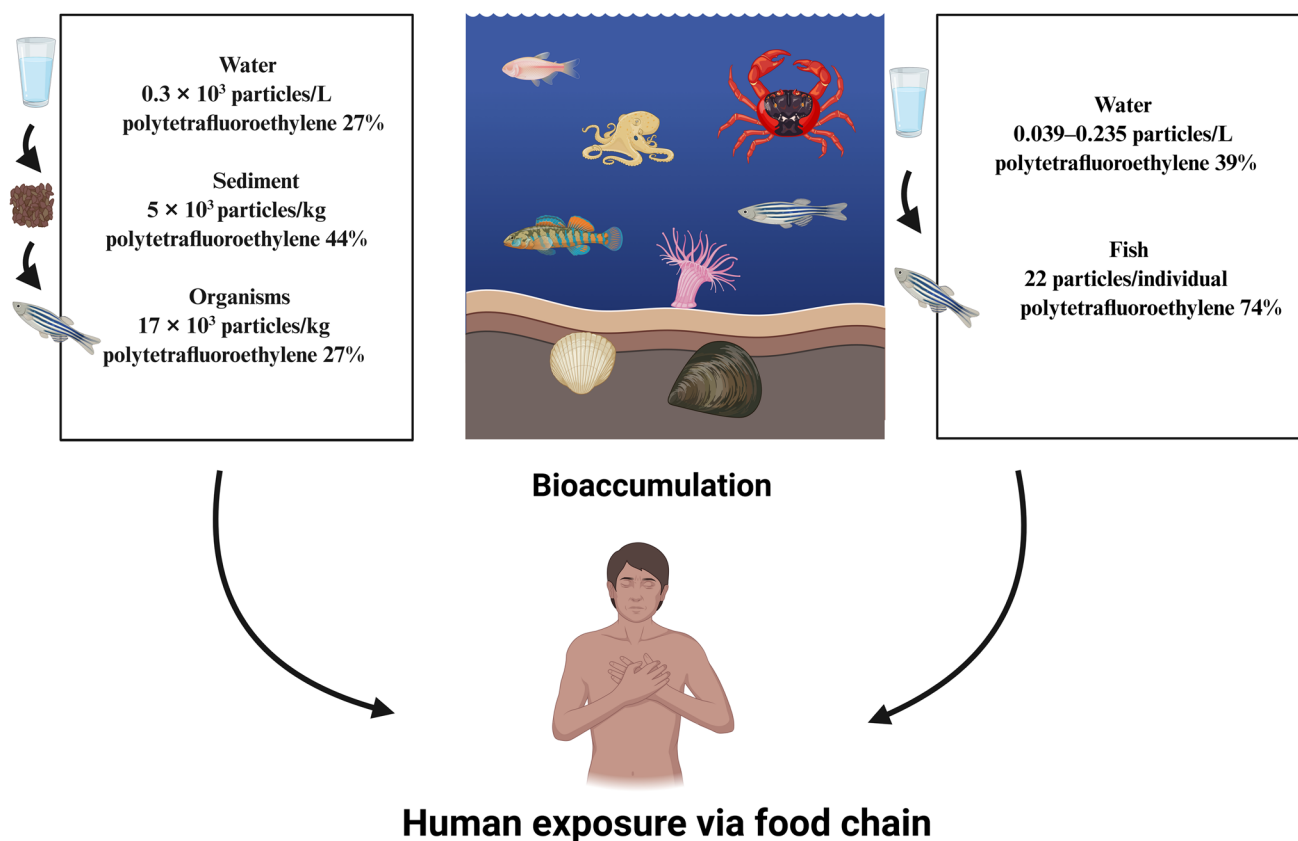 Water
0.3 × 10³ particles/L
polytetrafluoroethylene 27%
Sediment
5 × 10³ particles/kg
polytetrafluoroethylene 44%
Organisms
17 × 10³ particles/kg
polytetrafluoroethylene 27%
Water
0.039–0.235 particles/L
polytetrafluoroethylene 39%
Fish
22 particles/individual
polytetrafluoroethylene 74%
Bioaccumulation
Human exposure via food chain